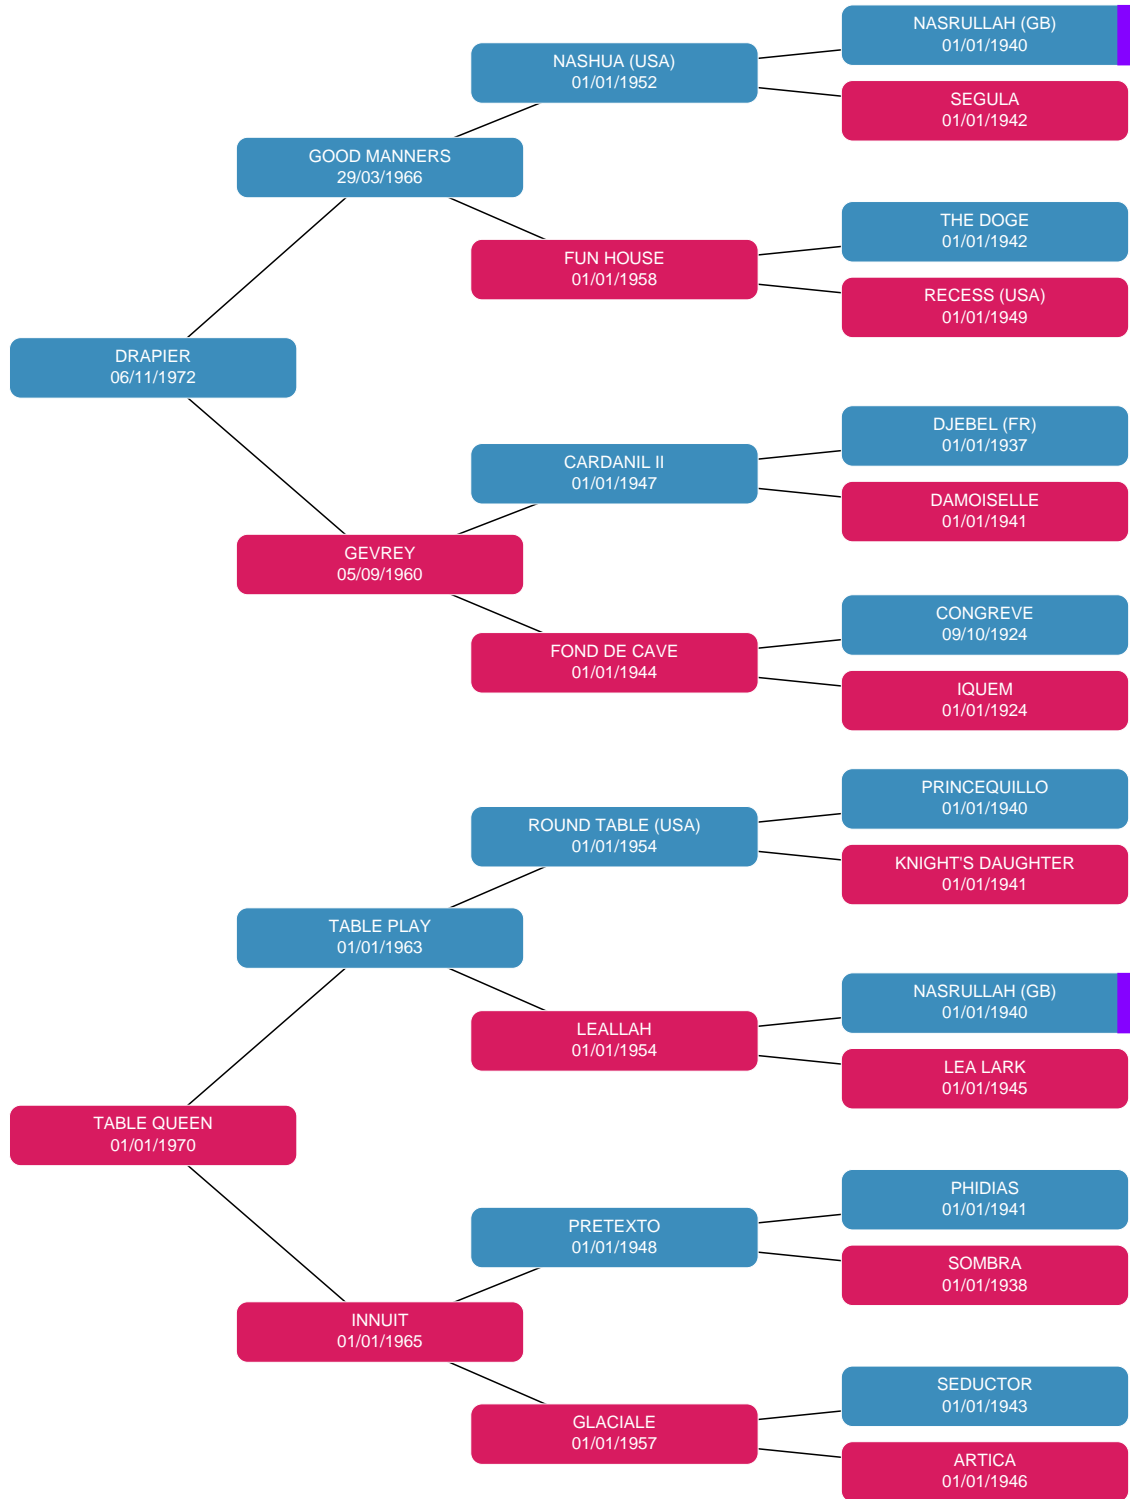 NASRULLAH (GB)
01/01/1940
NASHUA (USA)
01/01/1952
SEGULA
01/01/1942
GOOD MANNERS
29/03/1966
THE DOGE
01/01/1942
FUN HOUSE
01/01/1958
RECESS (USA)
01/01/1949
DRAPIER
06/11/1972
DJEBEL (FR)
01/01/1937
CARDANIL II
01/01/1947
DAMOISELLE
01/01/1941
GEVREY
05/09/1960
CONGREVE
09/10/1924
FOND DE CAVE
01/01/1944
IQUEM
01/01/1924
PRINCEQUILLO
01/01/1940
ROUND TABLE (USA)
01/01/1954
KNIGHT'S DAUGHTER
01/01/1941
TABLE PLAY
01/01/1963
NASRULLAH (GB)
01/01/1940
LEALLAH
01/01/1954
LEA LARK
01/01/1945
TABLE QUEEN
01/01/1970
PHIDIAS
01/01/1941
PRETEXTO
01/01/1948
SOMBRA
01/01/1938
INNUIT
01/01/1965
SEDUCTOR
01/01/1943
GLACIALE
01/01/1957
ARTICA
01/01/1946